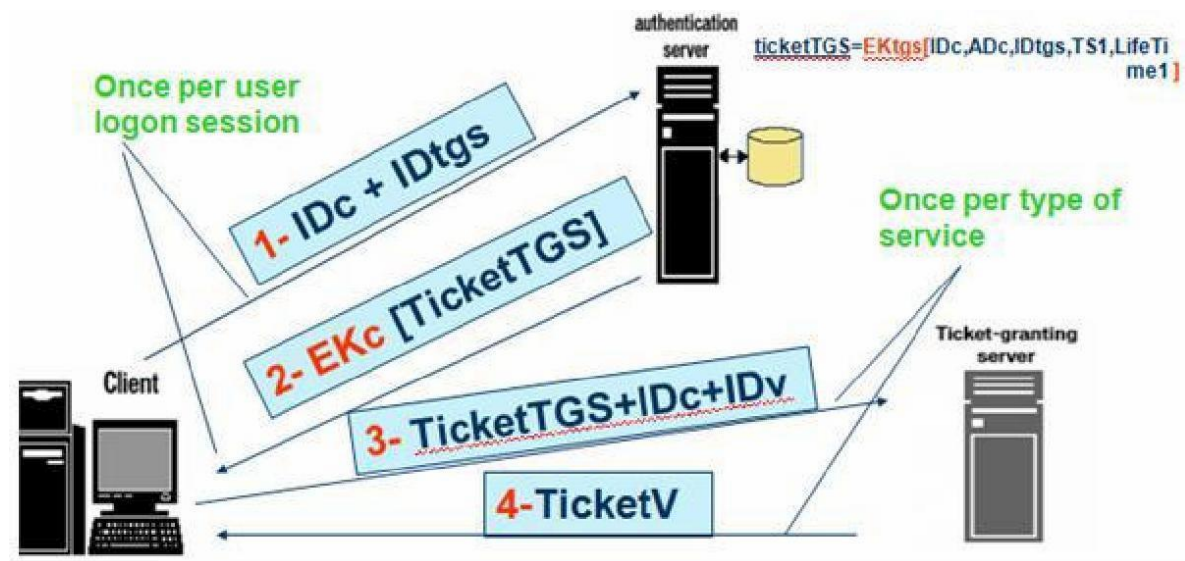 authentication
server
ticketTGS=EKtgs[IDc,ADc,IDtgs,TS1,LifeTi
me1]
Once per user
logon session
1- IDc + IDtgs
2- EKc [TicketTGS]
Once per type of
service
Ticket-granting
server
Client
3- TicketTGS+IDc+IDv
4-TicketV